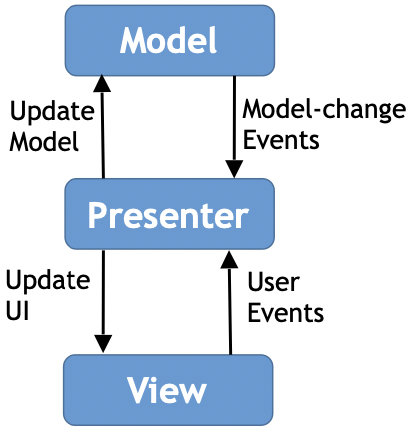 Model
Update
Model
Model-change
Events
Presenter
Update
UI
User
Events
View